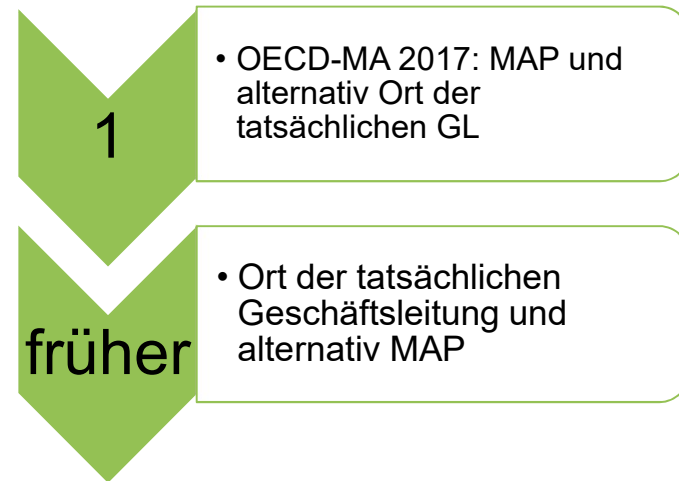 1
• OECD-MA 2017: MAP und
alternativ Ort der
tatsächlichen GL
früher
• Ort der tatsächlichen
Geschäftsleitung und
alternativ MAP